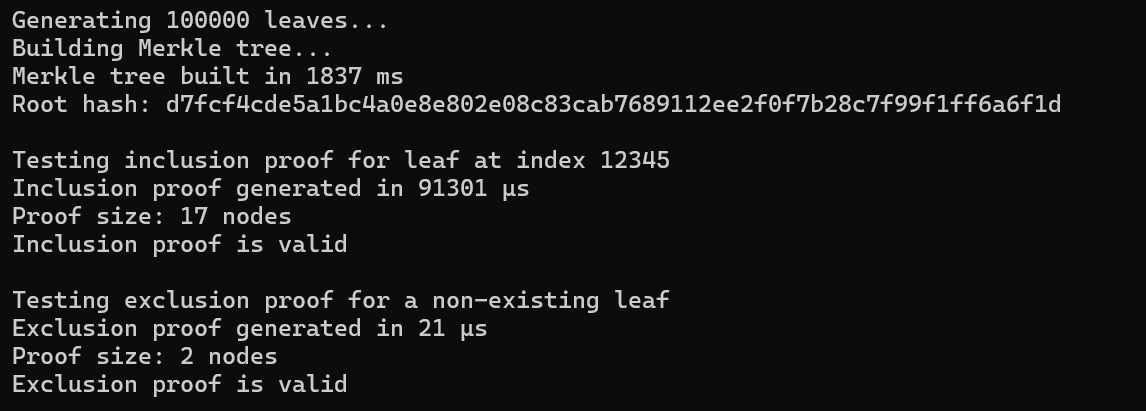 Generating 100000 leaves...
Building Merkle tree...
Merkle tree built in 1837 ms
Root hash: d7fcf4cde5a1bc4a0e8e802e08c83cab7689112ee2f0f7b28c7f99f1ff6a6f1d
Testing inclusion proof for leaf at index 12345
Inclusion proof generated in 91301 µs
Proof size: 17 nodes
Inclusion proof is valid
Testing exclusion proof for a non-existing leaf
Exclusion proof generated in 21 µs
Proof size: 2 nodes
Exclusion proof is valid